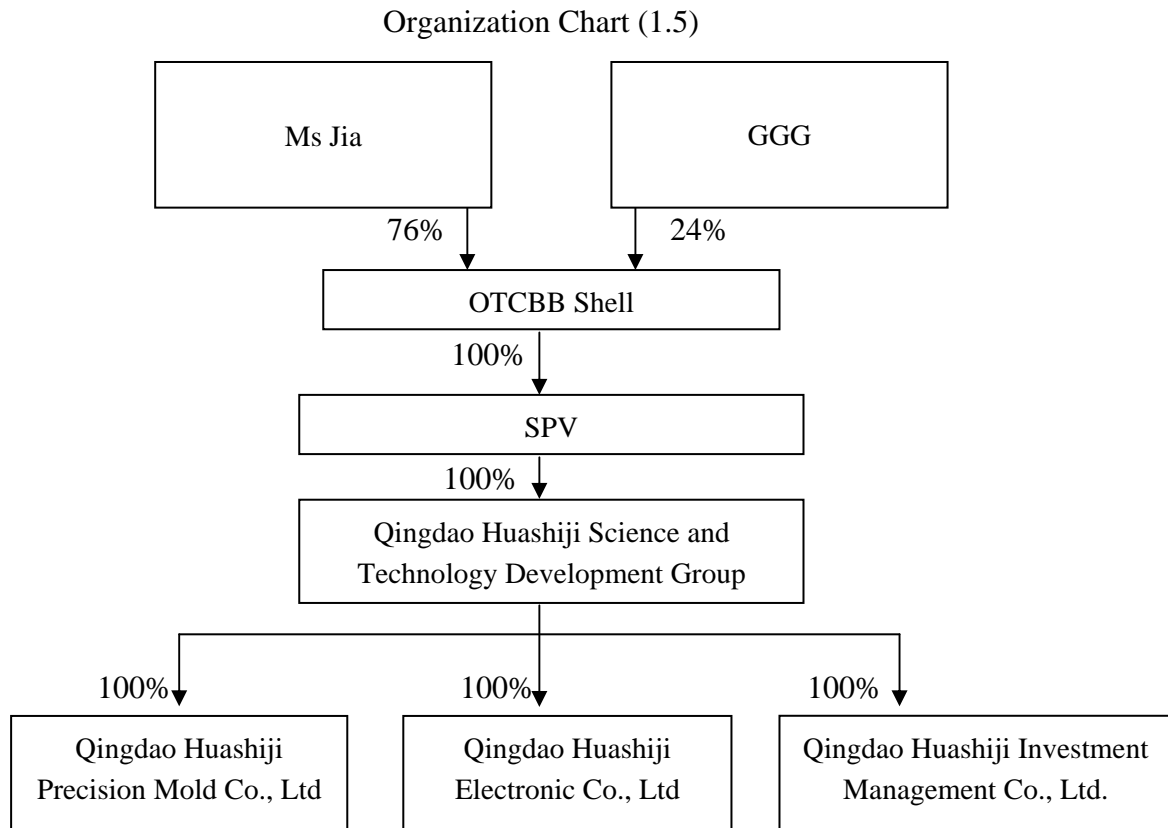 Organization Chart (1.5)
Ms Jia
GGG
76%
24%
OTCBB Shell
100%
SPV
100%
Qingdao Huashiji Science and
Technology Development Group
100%
100%
100%
Qingdao Huashiji
Precision Mold Co., Ltd
Qingdao Huashiji
Electronic Co., Ltd
Qingdao Huashiji Investment
Management Co., Ltd.